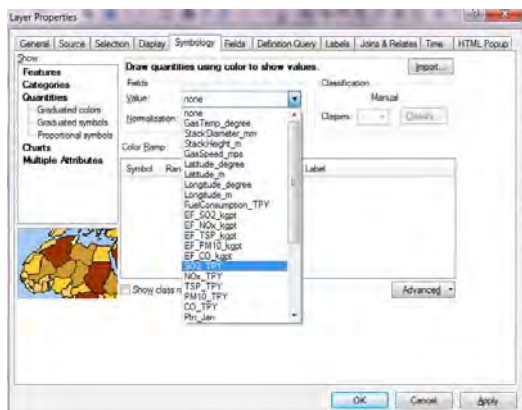 Layer Properties
General Source Selection Display Symbology Fields Definition Query Labels Joins & Relates Time HTML Popup
Show:
Features
Categories
Quantities
Graduated colors
Graduated symbols
Proportional symbols
Charts
Multiple Attributes
Draw quantities using color to show values.
Import...
Fields
Value: none
Normalization:
Classification
Manual
Classes:
Classify...
Color Ramp
Symbol Ran Label
none
GasTemp_degree
StackDiameter_mm
StackHeight_m
GasSpeed_mps
Latitude_degree
Latitude_m
Longitude_degree
Longitude_m
FuelConsumption_TPY
EF_SO2_kgpt
EF_NOx_kgpt
EF_TSP_kgpt
EF_PM10_kgpt
EF_CO_kgpt
SO2_TPY
NOx_TPY
TSP_TPY
PM10_TPY
CO_TPY
Ptn_Jan
Show class r
Advanced
OK Cancel Apply